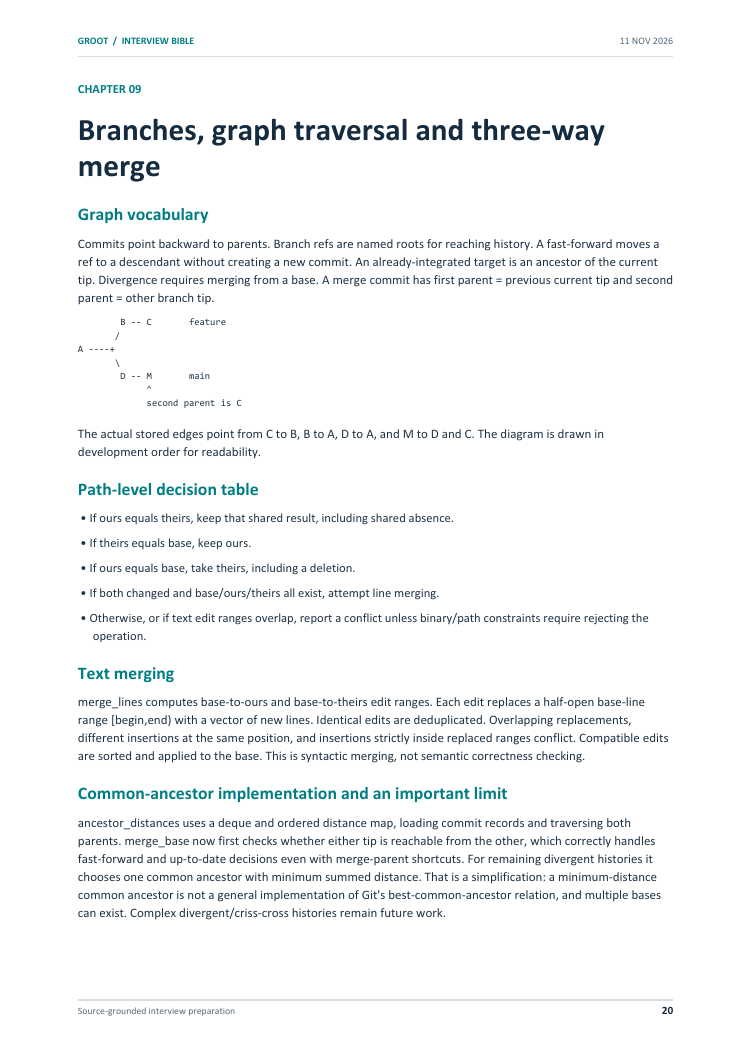 GROOT / INTERVIEW BIBLE
11 NOV 2026
CHAPTER 09
Branches, graph traversal and three-way
merge
Graph vocabulary
Commits point backward to parents. Branch refs are named roots for reaching history. A fast-forward moves a
ref to a descendant without creating a new commit. An already-integrated target is an ancestor of the current
tip. Divergence requires merging from a base. A merge commit has first parent = previous current tip and second
parent = other branch tip.
        B -- C       feature
       /
A ----+
       \
        D -- M       main
             ^
             second parent is C
The actual stored edges point from C to B, B to A, D to A, and M to D and C. The diagram is drawn in
development order for readability.
Path-level decision table
• If ours equals theirs, keep that shared result, including shared absence.
• If theirs equals base, keep ours.
• If ours equals base, take theirs, including a deletion.
• If both changed and base/ours/theirs all exist, attempt line merging.
• Otherwise, or if text edit ranges overlap, report a conflict unless binary/path constraints require rejecting the
operation.
Text merging
merge_lines computes base-to-ours and base-to-theirs edit ranges. Each edit replaces a half-open base-line
range [begin,end) with a vector of new lines. Identical edits are deduplicated. Overlapping replacements,
different insertions at the same position, and insertions strictly inside replaced ranges conflict. Compatible edits
are sorted and applied to the base. This is syntactic merging, not semantic correctness checking.
Common-ancestor implementation and an important limit
ancestor_distances uses a deque and ordered distance map, loading commit records and traversing both
parents. merge_base now first checks whether either tip is reachable from the other, which correctly handles
fast-forward and up-to-date decisions even with merge-parent shortcuts. For remaining divergent histories it
chooses one common ancestor with minimum summed distance. That is a simplification: a minimum-distance
common ancestor is not a general implementation of Git's best-common-ancestor relation, and multiple bases
can exist. Complex divergent/criss-cross histories remain future work.
Source-grounded interview preparation
20